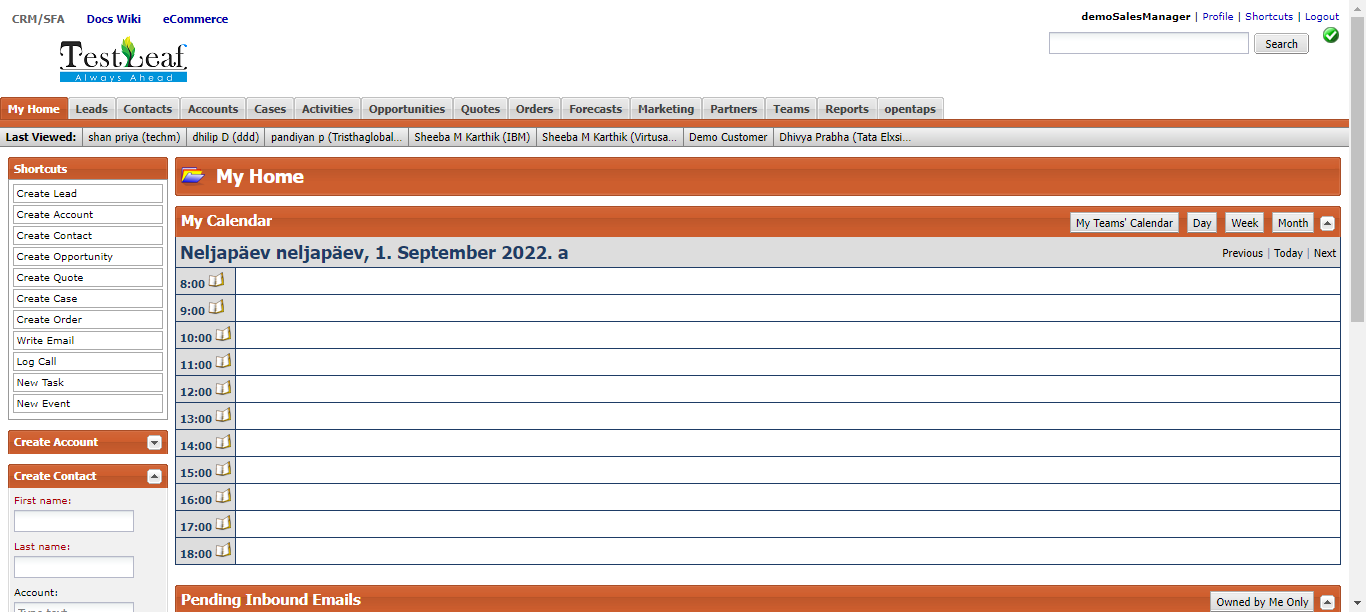 CRM/SFA Docs Wiki eCommerce
demoSalesManager | Profile | Shortcuts | Logout
TestLeaf
Always Ahead
Search
My Home Leads Contacts Accounts Cases Activities Opportunities Quotes Orders Forecasts Marketing Partners Teams Reports opentaps
Last Viewed: shan priya (techm) dhilip D (ddd) pandiyan p (Tristhaglobal... Sheeba M Karthik (IBM) Sheeba M Karthik (Virtusa... Demo Customer Dhivya Prabha (Tata Elxsi...
Shortcuts
Create Lead
Create Account
Create Contact
Create Opportunity
Create Quote
Create Case
Create Order
Write Email
Log Call
New Task
New Event
Create Account
Create Contact
First name:
Last name:
Account:
Type text
My Home
My Calendar
My Teams' Calendar Day Week Month
Neljapäev neljapäev, 1. September 2022. a
Previous | Today | Next
8:00
9:00
10:00
11:00
12:00
13:00
14:00
15:00
16:00
17:00
18:00
Pending Inbound Emails
Owned by Me Only